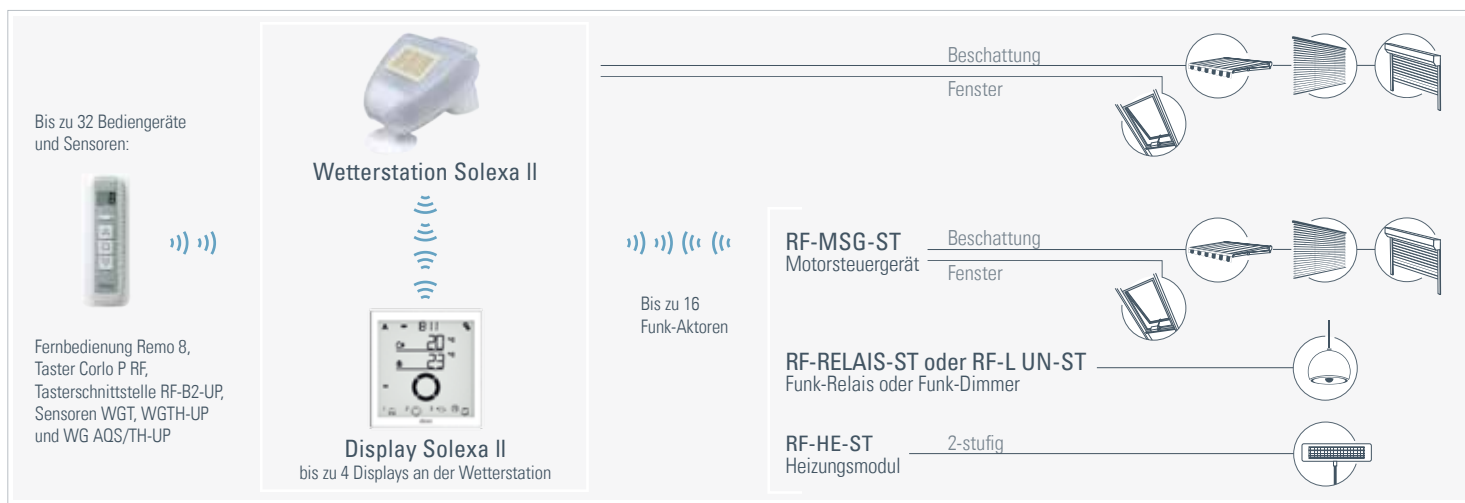 Bis zu 32 Bediengeräte
und Sensoren:
Fernbedienung Remo 8,
Taster Corlo P RF,
Tasterschnittstelle RF-B2-UP,
Sensoren WGT, WGTH-UP
und WG AQS/TH-UP
Wetterstation Solexa II
Display Solexa II
bis zu 4 Displays an der Wetterstation
Bis zu 16
Funk-Aktoren
Beschattung
Fenster
RF-MSG-ST
Motorsteuergerät
Beschattung
Fenster
RF-RELAIS-ST oder RF-L UN-ST
Funk-Relais oder Funk-Dimmer
RF-HE-ST
Heizungsmodul
2-stufig